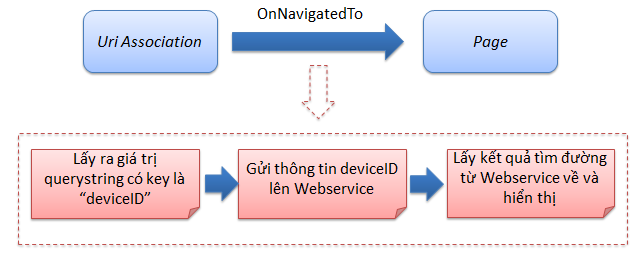 OnNavigatedTo
Uri Association
Page
Lấy ra giá trị
querystring có key là
“deviceID”
Gửi thông tin deviceID
lên Webservice
Lấy kết quả tìm đường
từ Webservice về và
hiển thị